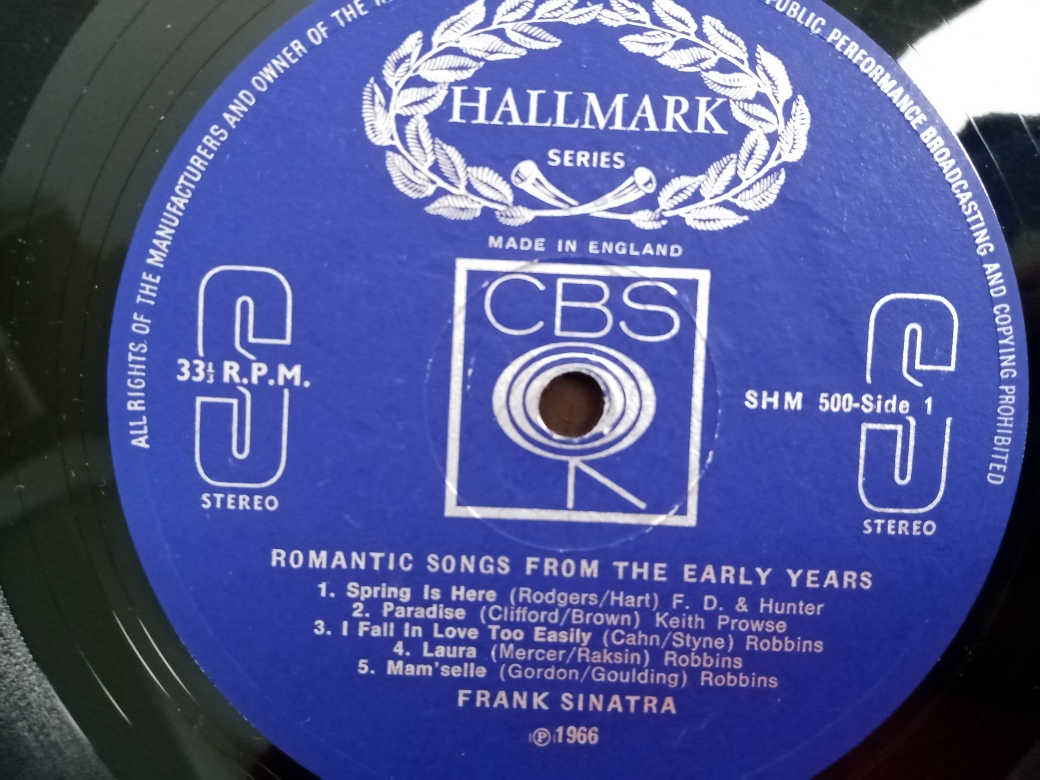 ALL RIGHTS OF THE MANUFACTURERS AND OWNER OF THE
PUBLIC PERFORMANCE BROADCASTING AND COPYING PROHIBITED
HALLMARK
SERIES
MADE IN ENGLAND
CBS
33⅓ R.P.M.
STEREO
SHM 500-Side 1
STEREO
ROMANTIC SONGS FROM THE EARLY YEARS
1. Spring Is Here (Rodgers/Hart) F. D. & Hunter
2. Paradise (Clifford/Brown) Keith Prowse
3. I Fall In Love Too Easily (Cahn/Styne) Robbins
4. Laura (Mercer/Raksin) Robbins
5. Mam'selle (Gordon/Goulding) Robbins
FRANK SINATRA
℗ 1966